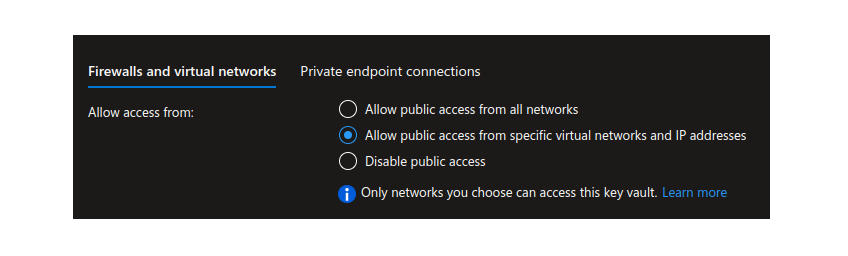 Firewalls and virtual networks
Private endpoint connections
Allow access from:
Allow public access from all networks
Allow public access from specific virtual networks and IP addresses
Disable public access
Only networks you choose can access this key vault. Learn more